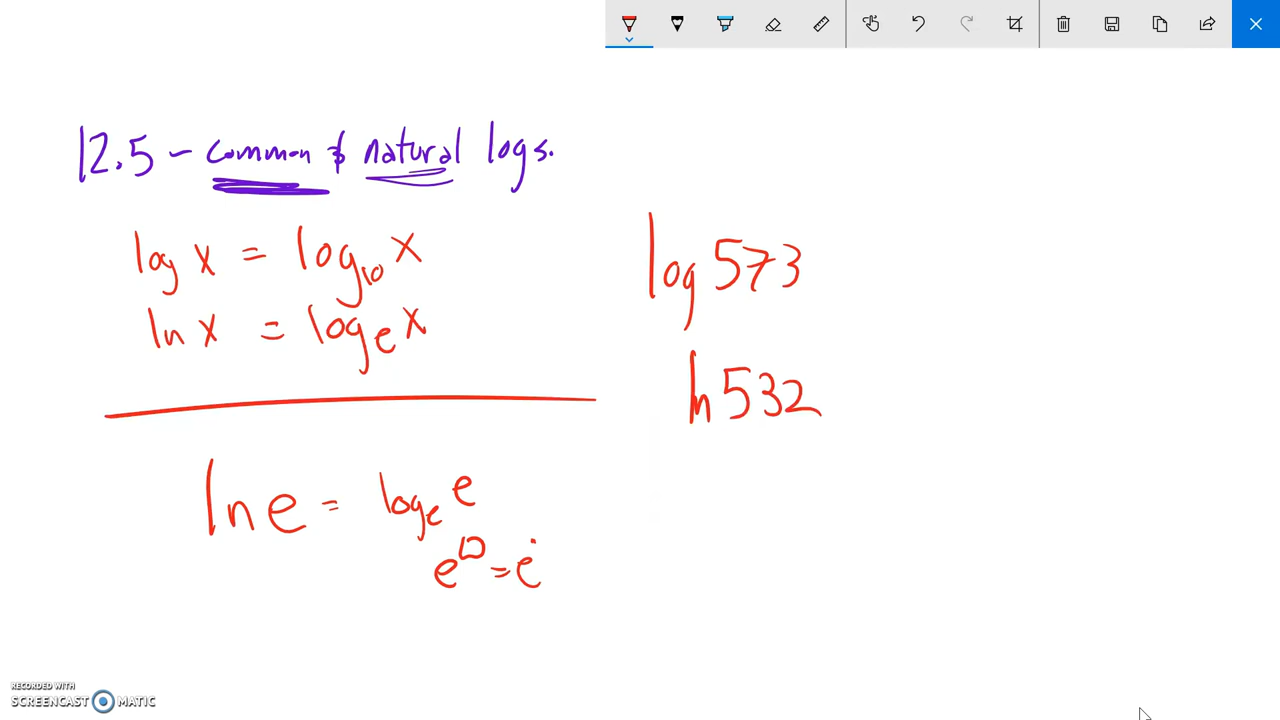 12.5 - common & natural logs.
log x = log₁₀ x
ln x = logₑ x
ln e = logₑ e
e^□ = e
log 573
ln 532
RECORDED WITH
SCREENCAST MATIC